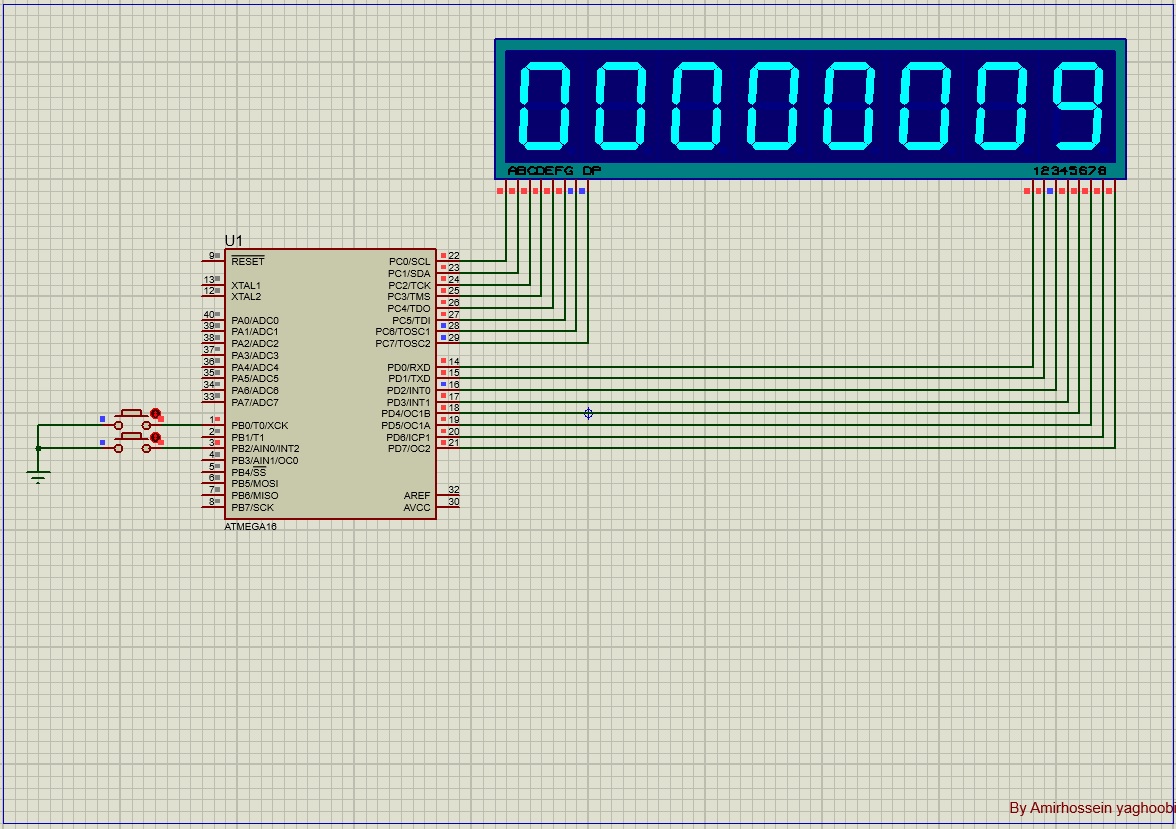 00000009
ABCDEFG DP
12345678
U1
9 RESET
13 XTAL1
12 XTAL2
40 PA0/ADC0
39 PA1/ADC1
38 PA2/ADC2
37 PA3/ADC3
36 PA4/ADC4
35 PA5/ADC5
34 PA6/ADC6
33 PA7/ADC7
1 PB0/T0/XCK
2 PB1/T1
3 PB2/AIN0/INT2
4 PB3/AIN1/OC0
5 PB4/SS
6 PB5/MOSI
7 PB6/MISO
8 PB7/SCK
PC0/SCL 22
PC1/SDA 23
PC2/TCK 24
PC3/TMS 25
PC4/TDO 26
PC5/TDI 27
PC6/TOSC1 28
PC7/TOSC2 29
PD0/RXD 14
PD1/TXD 15
PD2/INT0 16
PD3/INT1 17
PD4/OC1B 18
PD5/OC1A 19
PD6/ICP1 20
PD7/OC2 21
AREF 32
AVCC 30
ATMEGA16
By Amirhossein yaghoobi